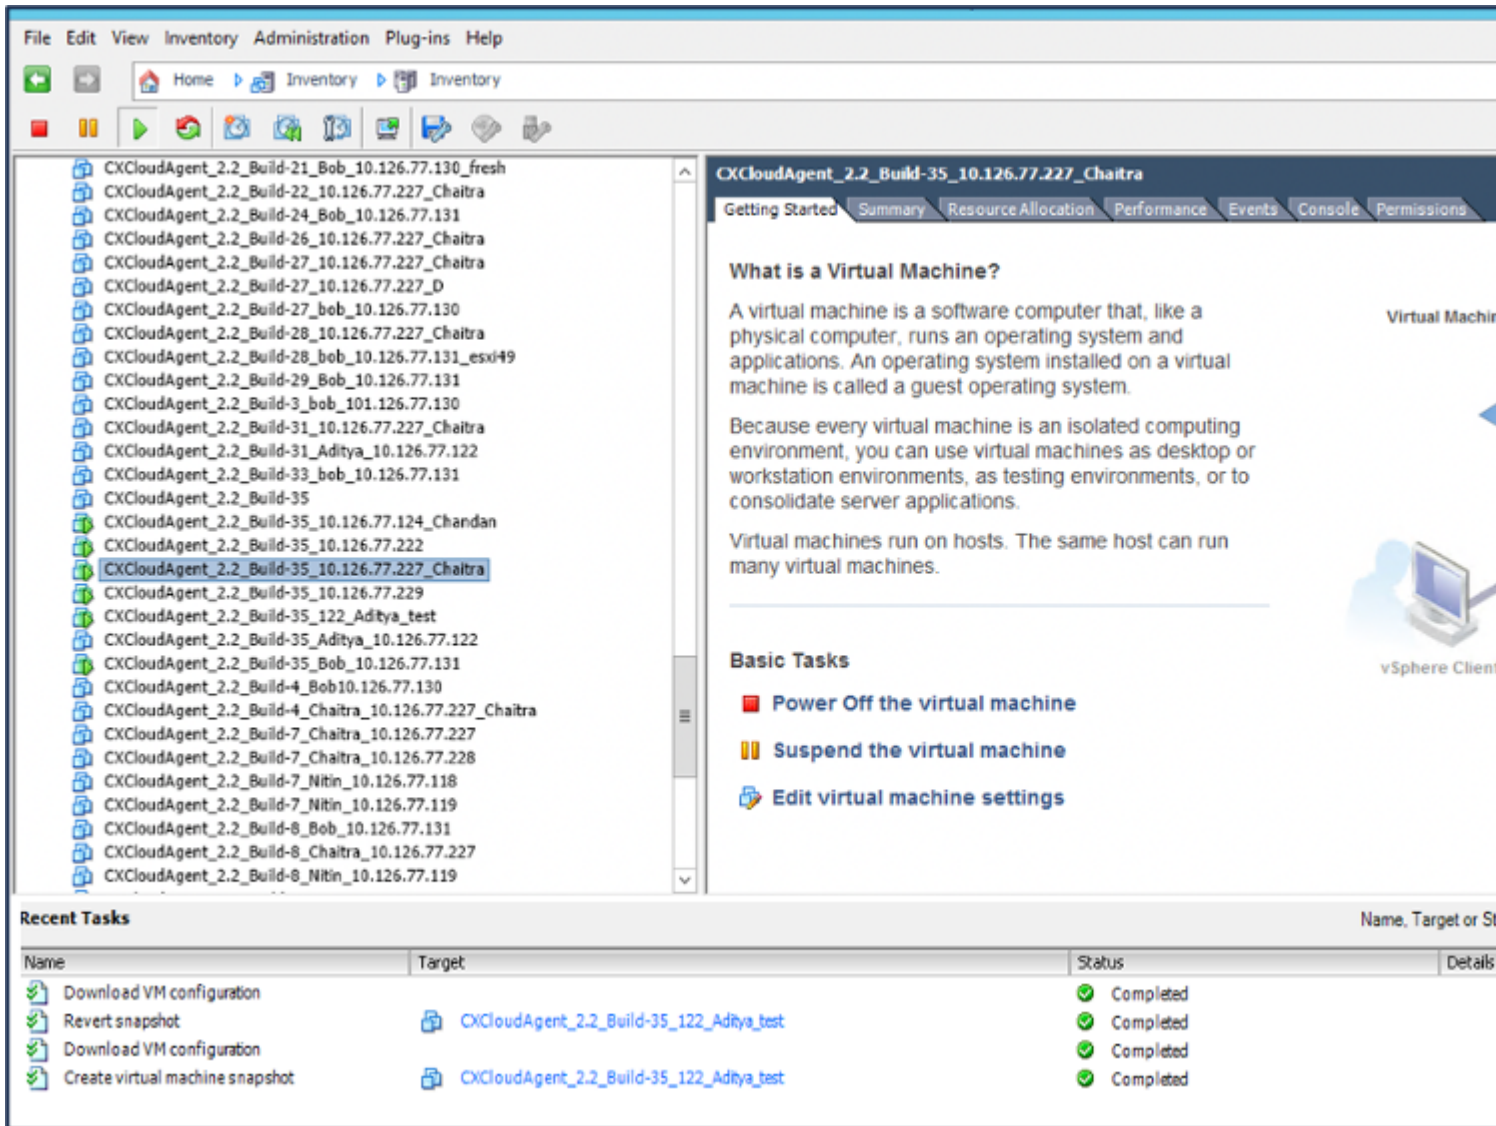 File Edit View Inventory Administration Plug-ins Help
Home Inventory Inventory
CXCloudAgent_2.2_Build-21_Bob_10.126.77.130_fresh
CXCloudAgent_2.2_Build-22_10.126.77.227_Chaitra
CXCloudAgent_2.2_Build-24_Bob_10.126.77.131
CXCloudAgent_2.2_Build-26_10.126.77.227_Chaitra
CXCloudAgent_2.2_Build-27_10.126.77.227_Chaitra
CXCloudAgent_2.2_Build-27_10.126.77.227_D
CXCloudAgent_2.2_Build-27_bob_10.126.77.130
CXCloudAgent_2.2_Build-28_10.126.77.227_Chaitra
CXCloudAgent_2.2_Build-28_bob_10.126.77.131_esxi49
CXCloudAgent_2.2_Build-29_Bob_10.126.77.131
CXCloudAgent_2.2_Build-3_bob_101.126.77.130
CXCloudAgent_2.2_Build-31_10.126.77.227_Chaitra
CXCloudAgent_2.2_Build-31_Aditya_10.126.77.122
CXCloudAgent_2.2_Build-33_bob_10.126.77.131
CXCloudAgent_2.2_Build-35
CXCloudAgent_2.2_Build-35_10.126.77.124_Chandan
CXCloudAgent_2.2_Build-35_10.126.77.222
CXCloudAgent_2.2_Build-35_10.126.77.227_Chaitra
CXCloudAgent_2.2_Build-35_10.126.77.229
CXCloudAgent_2.2_Build-35_122_Aditya_test
CXCloudAgent_2.2_Build-35_Aditya_10.126.77.122
CXCloudAgent_2.2_Build-35_Bob_10.126.77.131
CXCloudAgent_2.2_Build-4_Bob10.126.77.130
CXCloudAgent_2.2_Build-4_Chaitra_10.126.77.227_Chaitra
CXCloudAgent_2.2_Build-7_Chaitra_10.126.77.227
CXCloudAgent_2.2_Build-7_Chaitra_10.126.77.228
CXCloudAgent_2.2_Build-7_Nitin_10.126.77.118
CXCloudAgent_2.2_Build-7_Nitin_10.126.77.119
CXCloudAgent_2.2_Build-8_Bob_10.126.77.131
CXCloudAgent_2.2_Build-8_Chaitra_10.126.77.227
CXCloudAgent_2.2_Build-8_Nitin_10.126.77.119
CXCloudAgent_2.2_Build-35_10.126.77.227_Chaitra
Getting Started Summary Resource Allocation Performance Events Console Permissions
What is a Virtual Machine?
A virtual machine is a software computer that, like a
physical computer, runs an operating system and
applications. An operating system installed on a virtual
machine is called a guest operating system.
Because every virtual machine is an isolated computing
environment, you can use virtual machines as desktop or
workstation environments, as testing environments, or to
consolidate server applications.
Virtual machines run on hosts. The same host can run
many virtual machines.
Virtual Machin
vSphere Client
Basic Tasks
Power Off the virtual machine
Suspend the virtual machine
Edit virtual machine settings
Recent Tasks Name, Target or St
Name Target Status Details
Download VM configuration Completed
Revert snapshot CXCloudAgent_2.2_Build-35_122_Aditya_test Completed
Download VM configuration Completed
Create virtual machine snapshot CXCloudAgent_2.2_Build-35_122_Aditya_test Completed